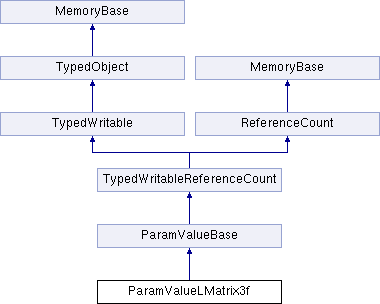 MemoryBase
TypedObject
MemoryBase
TypedWritable
ReferenceCount
TypedWritableReferenceCount
ParamValueBase
ParamValueLMatrix3f